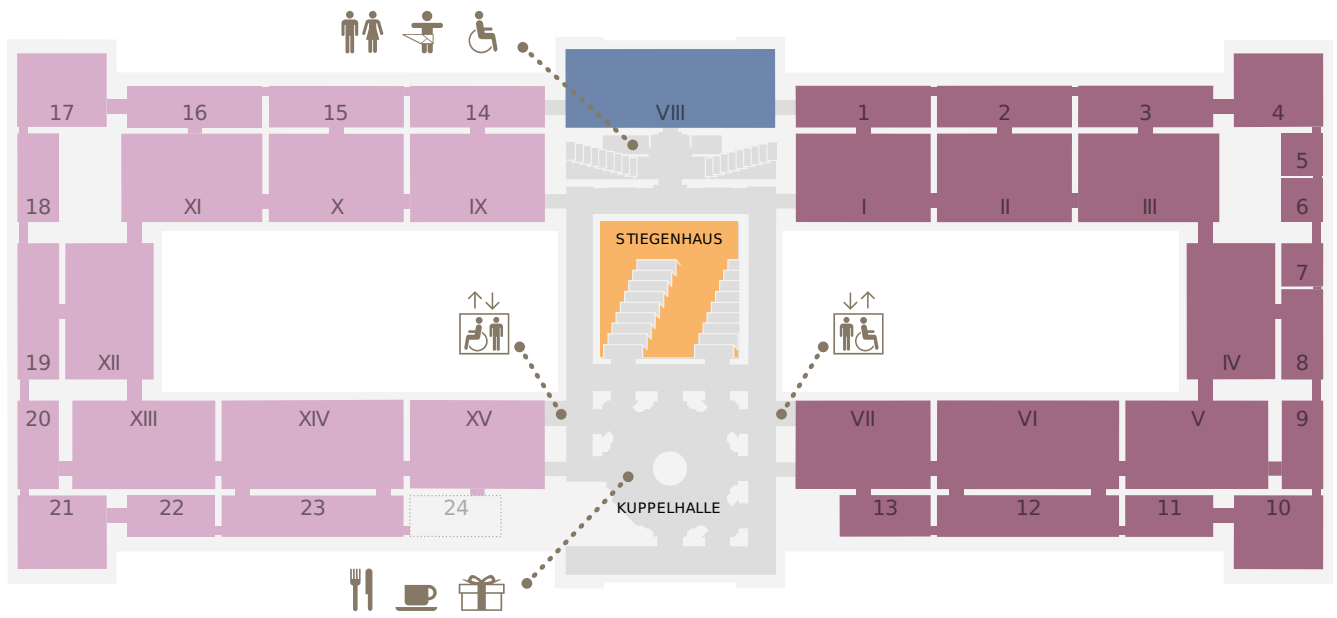 17 16 15 14 VIII 1 2 3 4
5
18 XI X IX I II III 6
STIEGENHAUS
7
19 XII IV 8
20 XIII XIV XV VII VI V 9
21 22 23 24 KUPPELHALLE 13 12 11 10